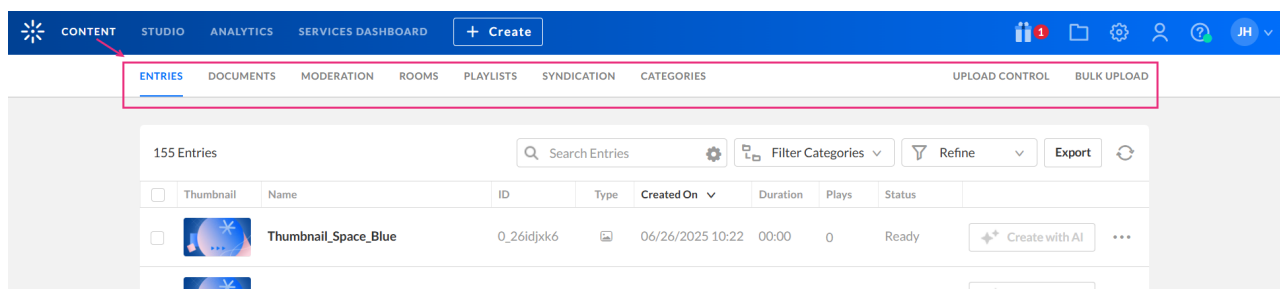 CONTENT STUDIO ANALYTICS SERVICES DASHBOARD + Create 1 ? JH
ENTRIES DOCUMENTS MODERATION ROOMS PLAYLISTS SYNDICATION CATEGORIES UPLOAD CONTROL BULK UPLOAD
155 Entries Search Entries Filter Categories Refine Export
Thumbnail Name ID Type Created On Duration Plays Status
Thumbnail_Space_Blue 0_26idjxk6 06/26/2025 10:22 00:00 0 Ready Create with AI ...